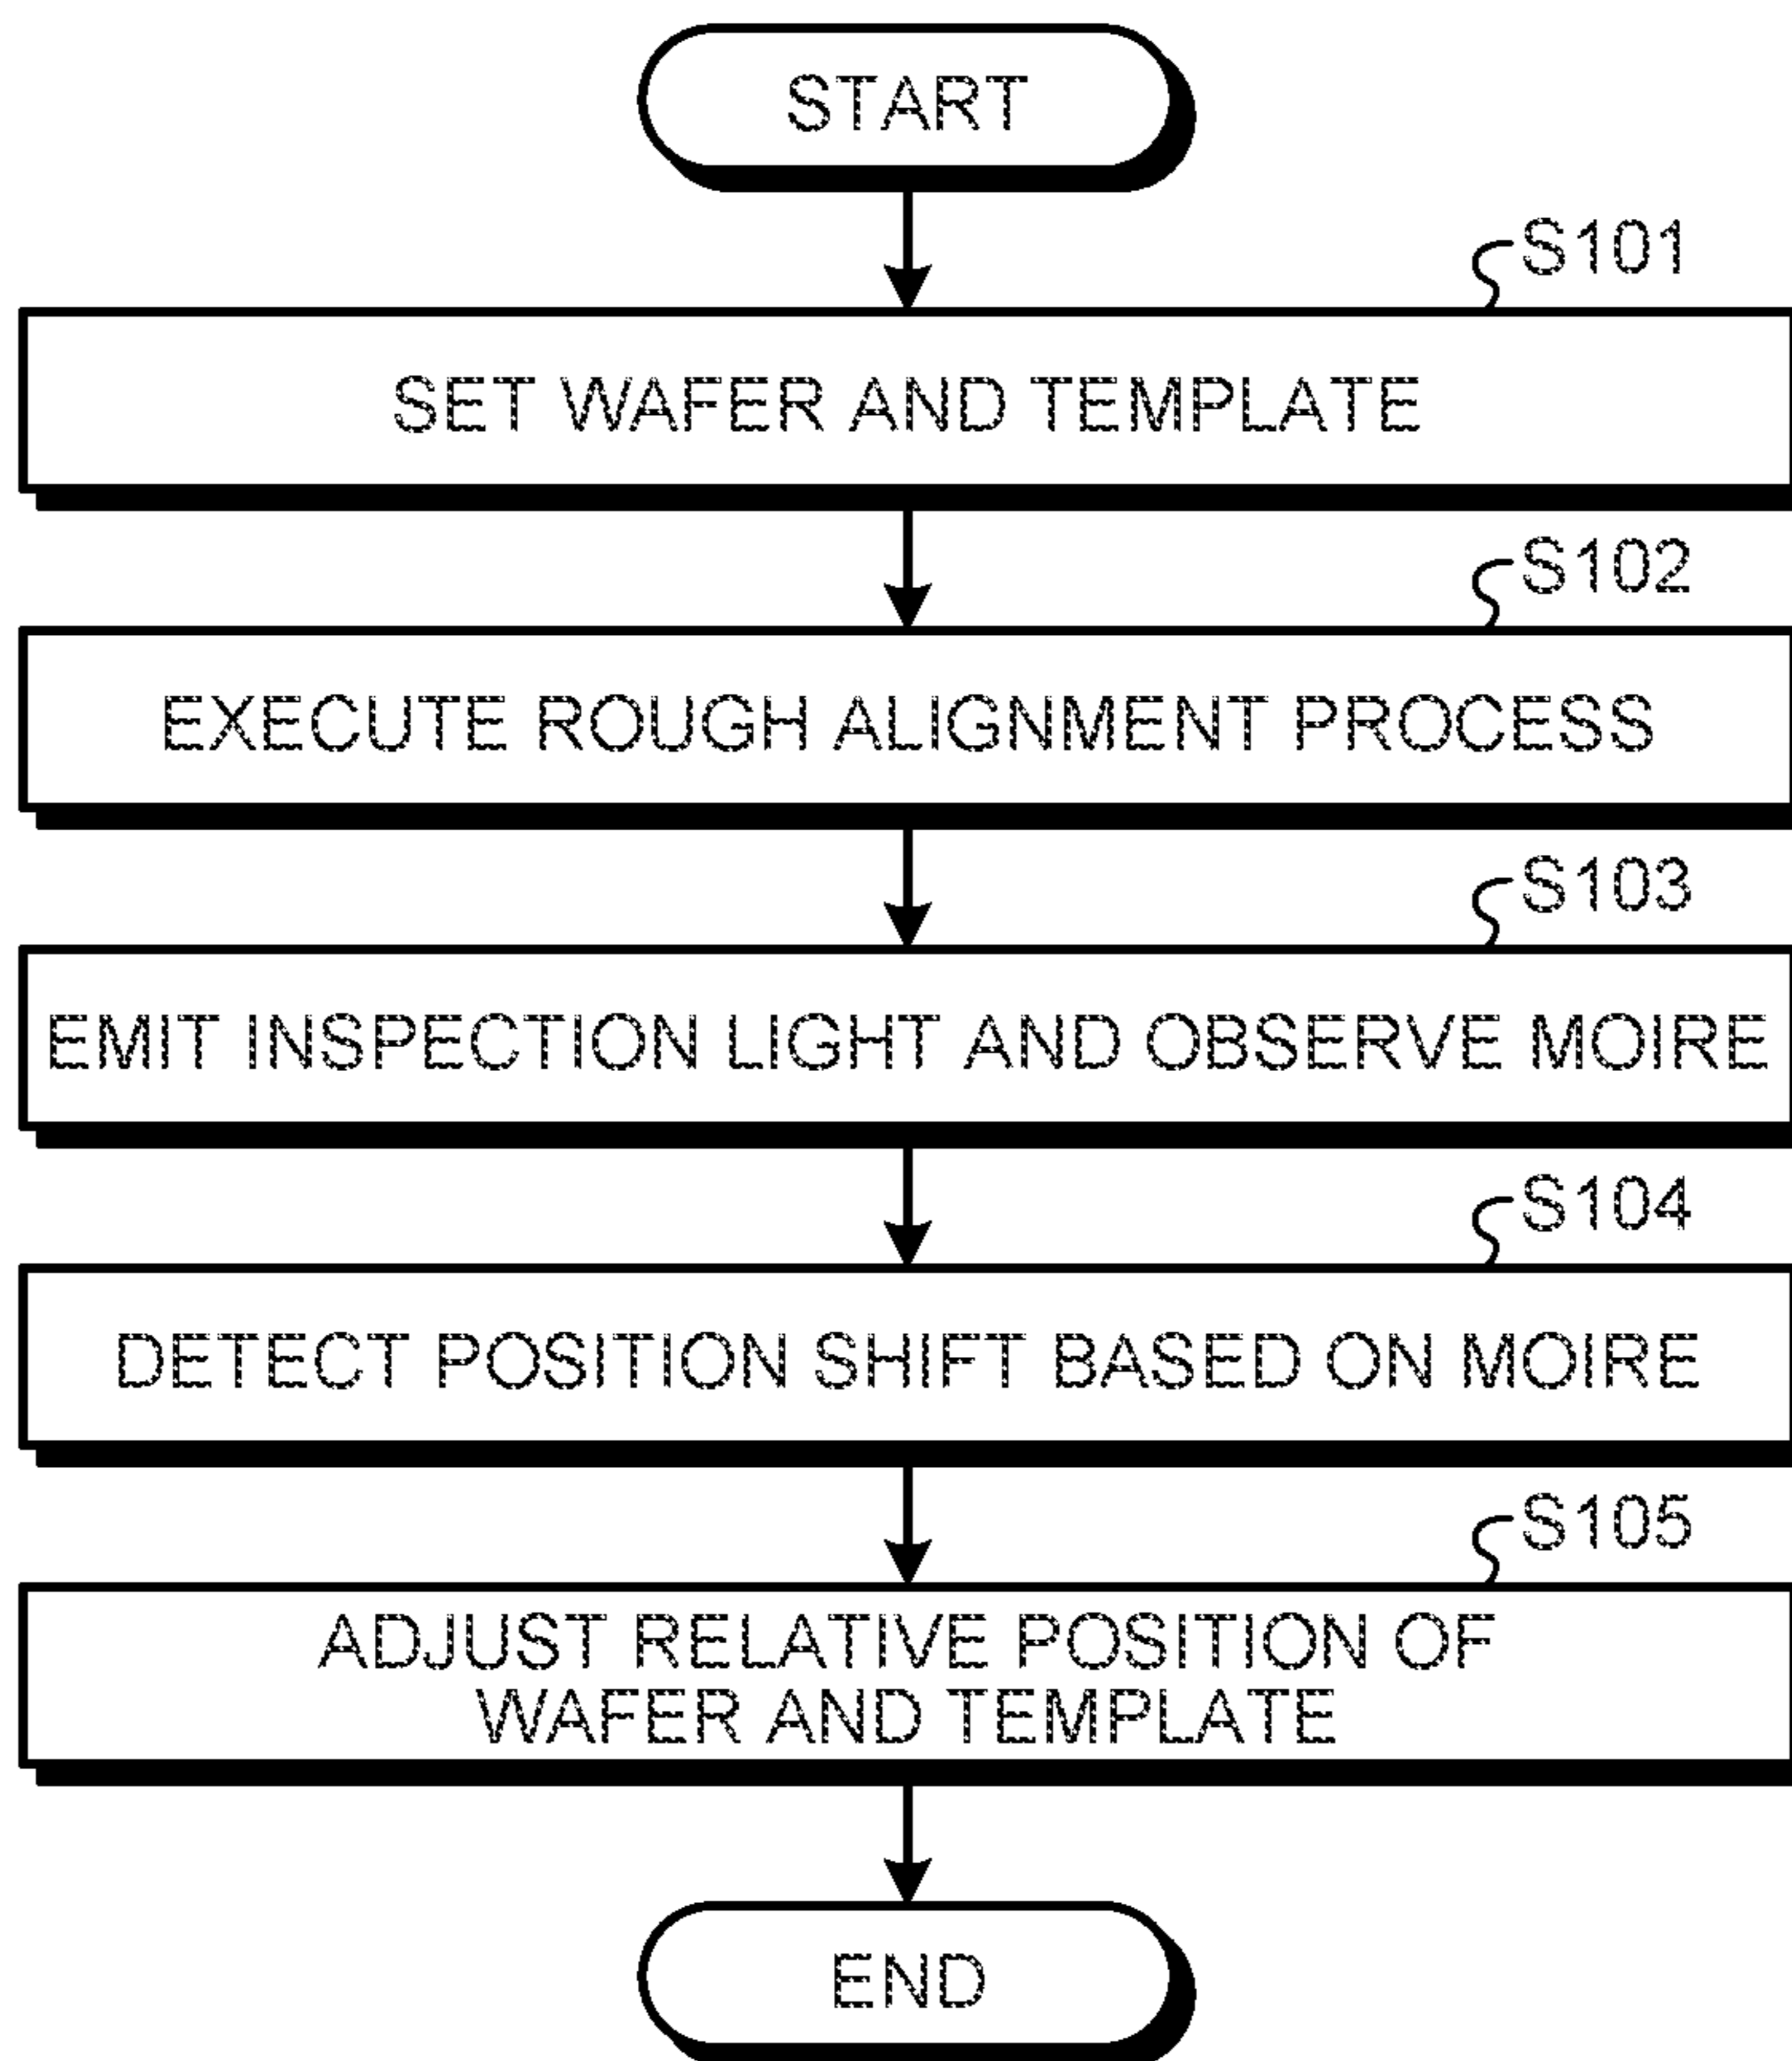 START
S101
SET WAFER AND TEMPLATE
S102
EXECUTE ROUGH ALIGNMENT PROCESS
S103
EMIT INSPECTION LIGHT AND OBSERVE MOIRE
S104
DETECT POSITION SHIFT BASED ON MOIRE
S105
ADJUST RELATIVE POSITION OF
WAFER AND TEMPLATE
END